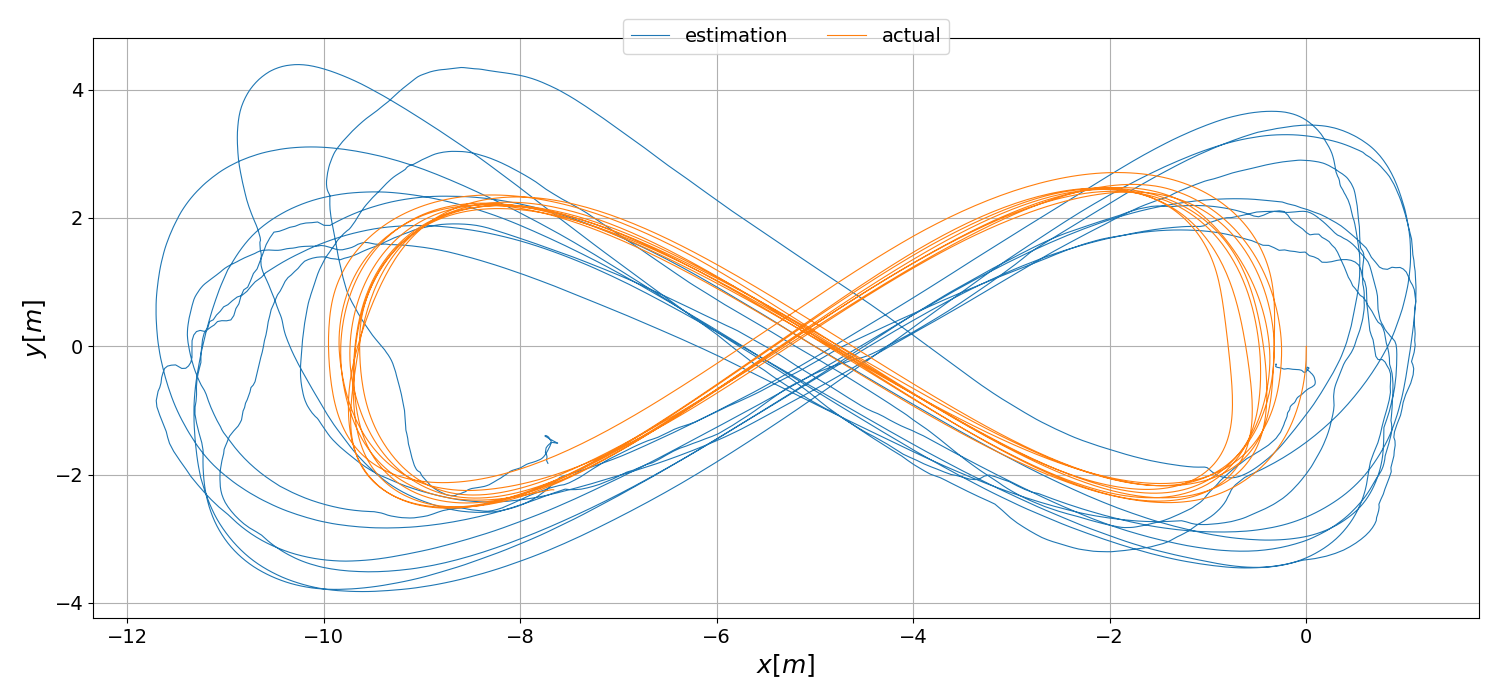 estimation actual
4
2
0
−2
−4
y[m]
−12 −10 −8 −6 −4 −2 0
x[m]